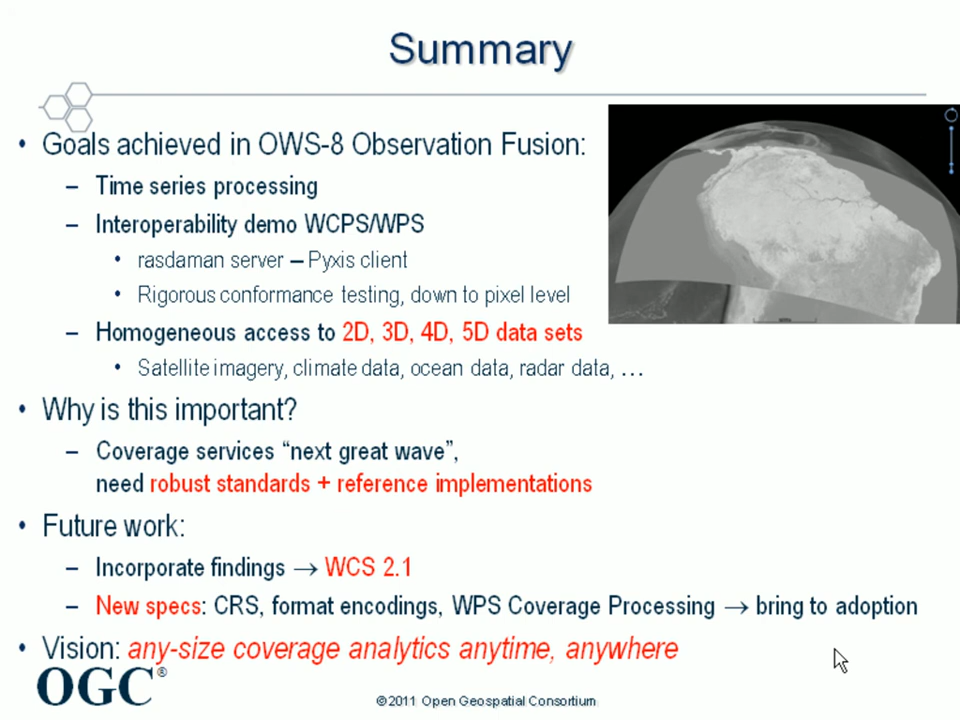 Summary
• Goals achieved in OWS-8 Observation Fusion:
– Time series processing
– Interoperability demo WCPS/WPS
• rasdaman server – Pyxis client
• Rigorous conformance testing, down to pixel level
– Homogeneous access to 2D, 3D, 4D, 5D data sets
• Satellite imagery, climate data, ocean data, radar data, …
• Why is this important?
– Coverage services “next great wave”,
need robust standards + reference implementations
• Future work:
– Incorporate findings → WCS 2.1
– New specs: CRS, format encodings, WPS Coverage Processing → bring to adoption
• Vision: any-size coverage analytics anytime, anywhere
OGC®
©2011 Open Geospatial Consortium